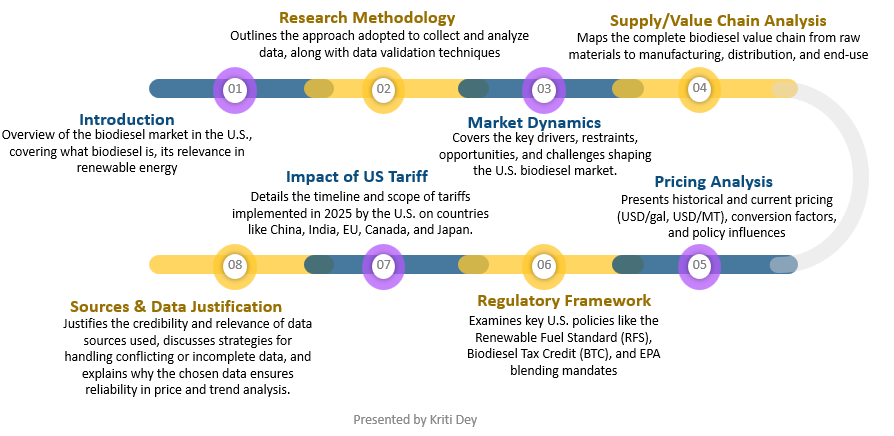 Research Methodology
Outlines the approach adopted to collect and analyze
data, along with data validation techniques
Supply/Value Chain Analysis
Maps the complete biodiesel value chain from raw
materials to manufacturing, distribution, and end-use
01
02
03
04
Introduction
Overview of the biodiesel market in the U.S.,
covering what biodiesel is, its relevance in
renewable energy
Market Dynamics
Covers the key drivers, restraints,
opportunities, and challenges shaping
the U.S. biodiesel market.
Impact of US Tariff
Details the timeline and scope of tariffs
implemented in 2025 by the U.S. on countries
like China, India, EU, Canada, and Japan.
Pricing Analysis
Presents historical and current pricing
(USD/gal, USD/MT), conversion factors,
and policy influences
08
07
06
05
Sources & Data Justification
Justifies the credibility and relevance of data
sources used, discusses strategies for
handling conflicting or incomplete data, and
explains why the chosen data ensures
reliability in price and trend analysis.
Regulatory Framework
Examines key U.S. policies like the
Renewable Fuel Standard (RFS),
Biodiesel Tax Credit (BTC), and EPA
blending mandates
Presented by Kriti Dey